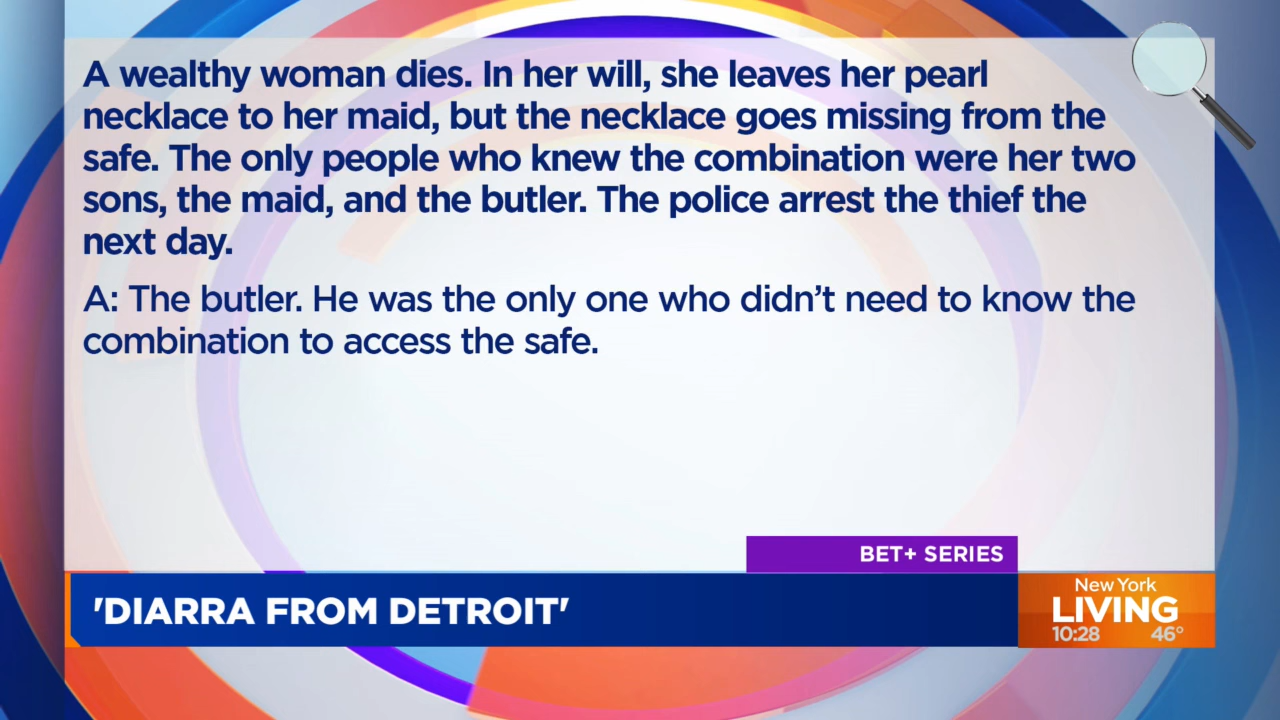 A wealthy woman dies. In her will, she leaves her pearl
necklace to her maid, but the necklace goes missing from the
safe. The only people who knew the combination were her two
sons, the maid, and the butler. The police arrest the thief the
next day.
A: The butler. He was the only one who didn’t need to know the
combination to access the safe.
BET+ SERIES
'DIARRA FROM DETROIT'
New York
LIVING
10:28 46°